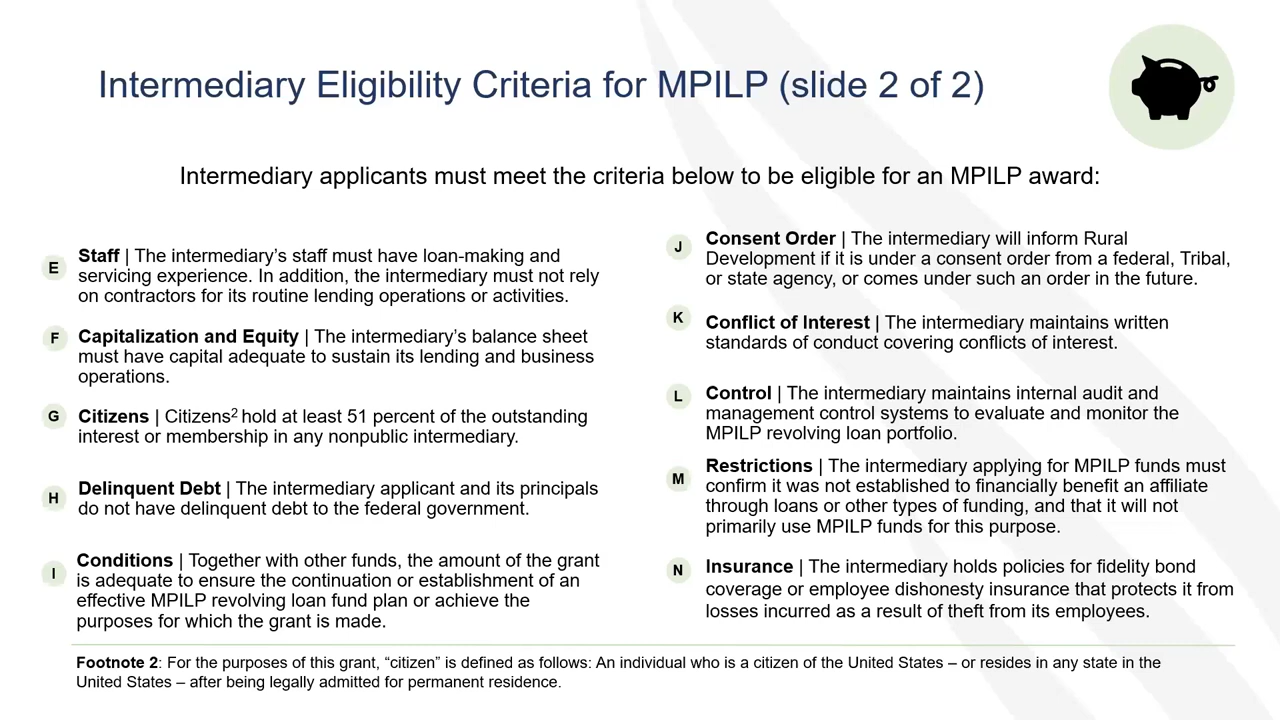 Intermediary Eligibility Criteria for MPILP (slide 2 of 2)
Intermediary applicants must meet the criteria below to be eligible for an MPILP award:
E
Staff | The intermediary’s staff must have loan-making and
servicing experience. In addition, the intermediary must not rely
on contractors for its routine lending operations or activities.
F
Capitalization and Equity | The intermediary’s balance sheet
must have capital adequate to sustain its lending and business
operations.
G
Citizens | Citizens² hold at least 51 percent of the outstanding
interest or membership in any nonpublic intermediary.
H
Delinquent Debt | The intermediary applicant and its principals
do not have delinquent debt to the federal government.
I
Conditions | Together with other funds, the amount of the grant
is adequate to ensure the continuation or establishment of an
effective MPILP revolving loan fund plan or achieve the
purposes for which the grant is made.
J
Consent Order | The intermediary will inform Rural
Development if it is under a consent order from a federal, Tribal,
or state agency, or comes under such an order in the future.
K
Conflict of Interest | The intermediary maintains written
standards of conduct covering conflicts of interest.
L
Control | The intermediary maintains internal audit and
management control systems to evaluate and monitor the
MPILP revolving loan portfolio.
M
Restrictions | The intermediary applying for MPILP funds must
confirm it was not established to financially benefit an affiliate
through loans or other types of funding, and that it will not
primarily use MPILP funds for this purpose.
N
Insurance | The intermediary holds policies for fidelity bond
coverage or employee dishonesty insurance that protects it from
losses incurred as a result of theft from its employees.
Footnote 2: For the purposes of this grant, “citizen” is defined as follows: An individual who is a citizen of the United States – or resides in any state in the
United States – after being legally admitted for permanent residence.